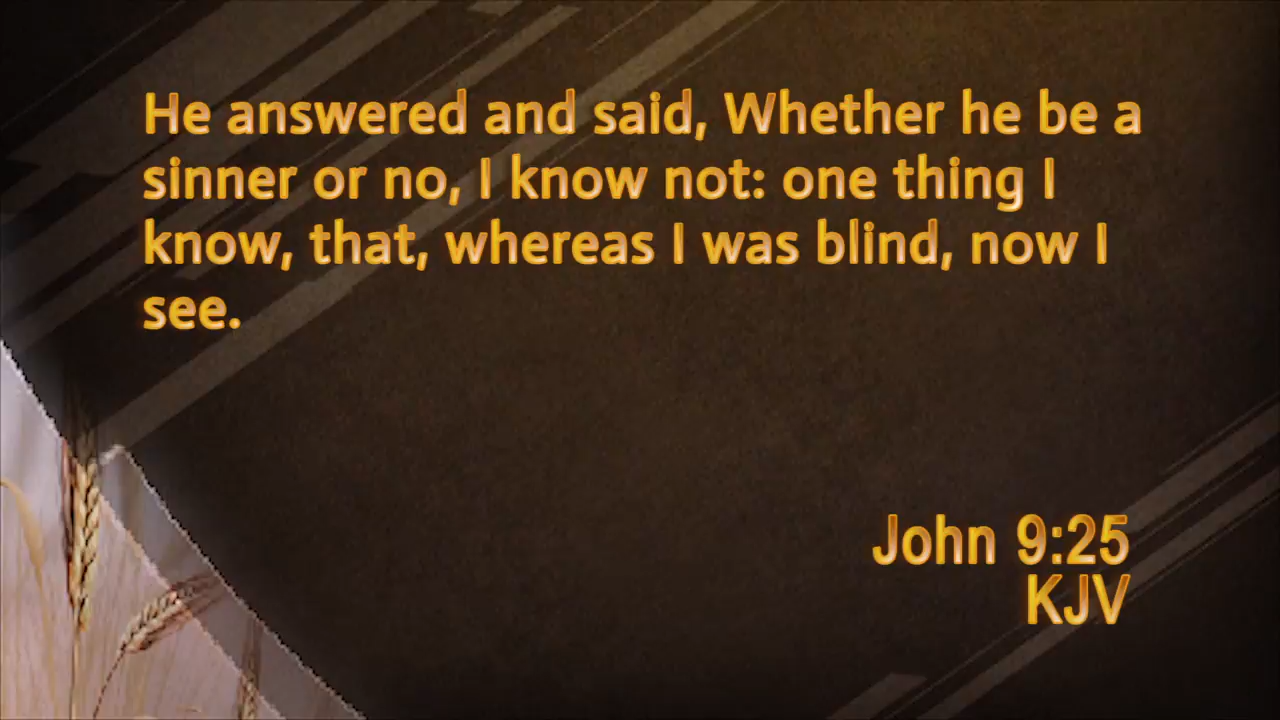 He answered and said, Whether he be a
sinner or no, I know not: one thing I
know, that, whereas I was blind, now I
see.
John 9:25
KJV